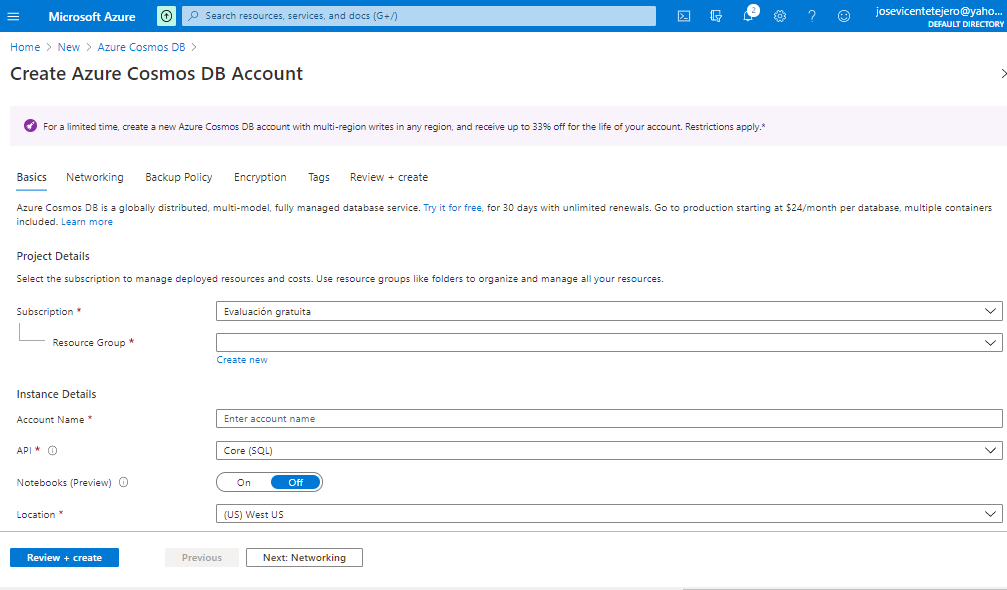 Microsoft Azure
Search resources, services, and docs (G+/)
2
josevicentetejero@yaho...
DEFAULT DIRECTORY
Home > New > Azure Cosmos DB >
Create Azure Cosmos DB Account
For a limited time, create a new Azure Cosmos DB account with multi-region writes in any region, and receive up to 33% off for the life of your account. Restrictions apply.*
Basics Networking Backup Policy Encryption Tags Review + create
Azure Cosmos DB is a globally distributed, multi-model, fully managed database service. Try it for free, for 30 days with unlimited renewals. Go to production starting at $24/month per database, multiple containers
included. Learn more
Project Details
Select the subscription to manage deployed resources and costs. Use resource groups like folders to organize and manage all your resources.
Subscription * Evaluación gratuita
Resource Group *
Create new
Instance Details
Account Name * Enter account name
API * Core (SQL)
Notebooks (Preview) On Off
Location * (US) West US
Review + create Previous Next: Networking